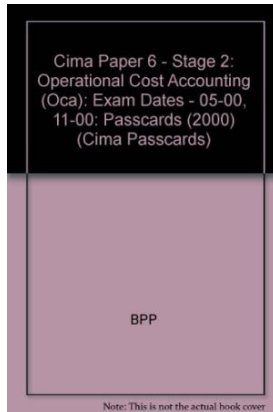 Cima Paper 6 - Stage 2:
Operational Cost Accounting
(Oca): Exam Dates - 05-00,
11-00: Passcards (2000)
(Cima Passcards)
BPP
Note: This is not the actual book cover